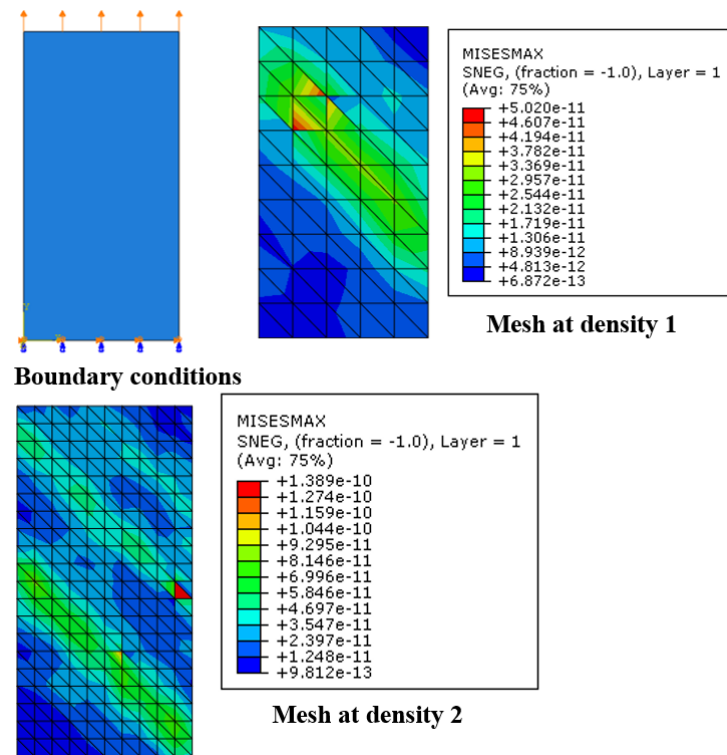 MISESMAX
SNEG, (fraction = -1.0), Layer = 1
(Avg: 75%)
+5.020e-11
+4.607e-11
+4.194e-11
+3.782e-11
+3.369e-11
+2.957e-11
+2.544e-11
+2.132e-11
+1.719e-11
+1.306e-11
+8.939e-12
+4.813e-12
+6.872e-13
Mesh at density 1
Boundary conditions
MISESMAX
SNEG, (fraction = -1.0), Layer = 1
(Avg: 75%)
+1.389e-10
+1.274e-10
+1.159e-10
+1.044e-10
+9.295e-11
+8.146e-11
+6.996e-11
+5.846e-11
+4.697e-11
+3.547e-11
+2.397e-11
+1.248e-11
+9.812e-13
Mesh at density 2